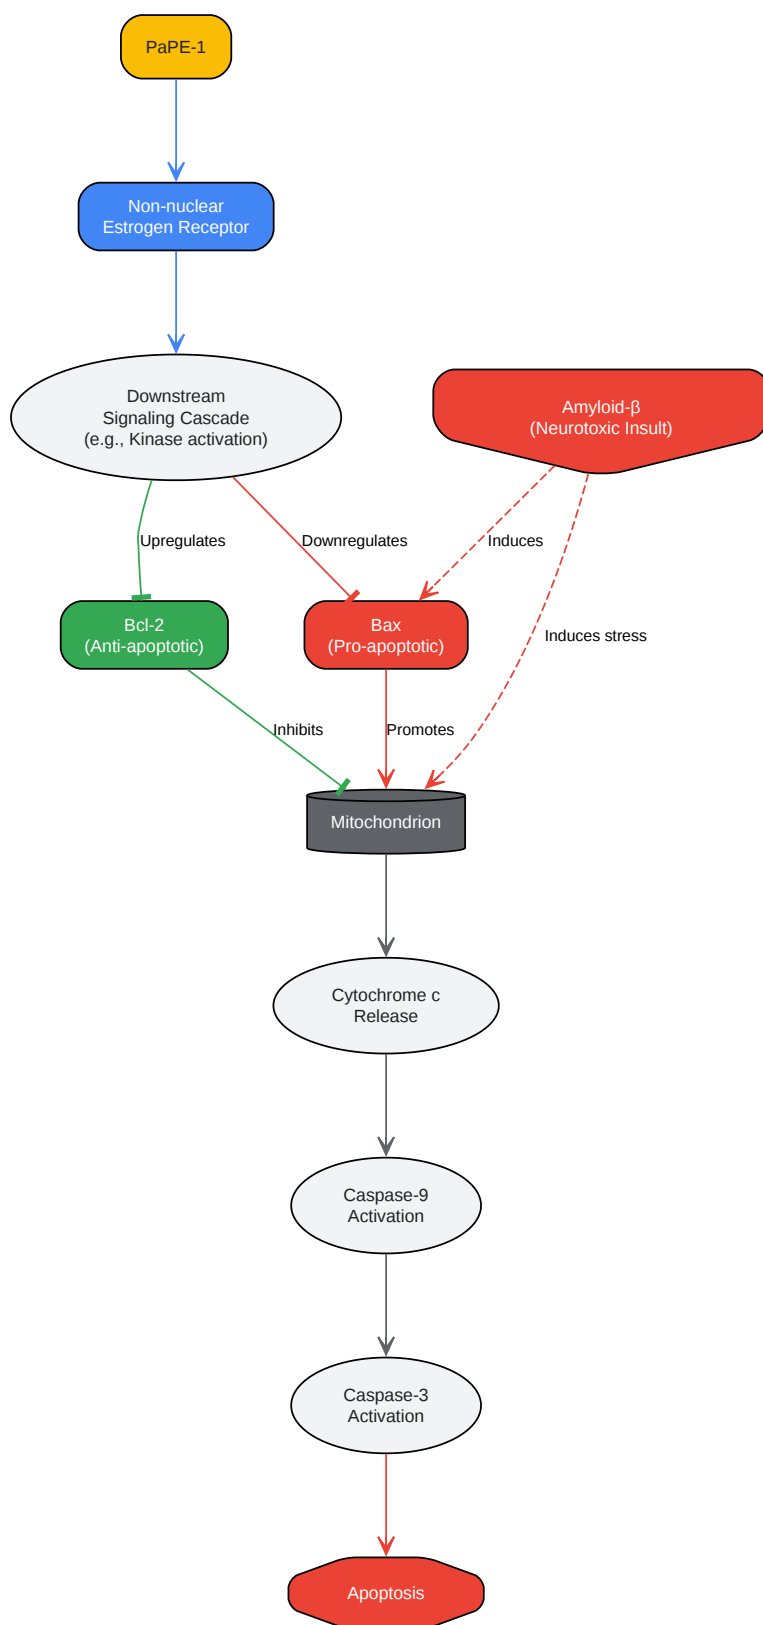 PaPE-1
Non-nuclear
Estrogen Receptor
Downstream
Signaling Cascade
(e.g., Kinase activation)
Amyloid-β
(Neurotoxic Insult)
Upregulates
Downregulates
Induces
Bcl-2
(Anti-apoptotic)
Bax
(Pro-apoptotic)
Induces stress
Inhibits
Promotes
Mitochondrion
Cytochrome c
Release
Caspase-9
Activation
Caspase-3
Activation
Apoptosis